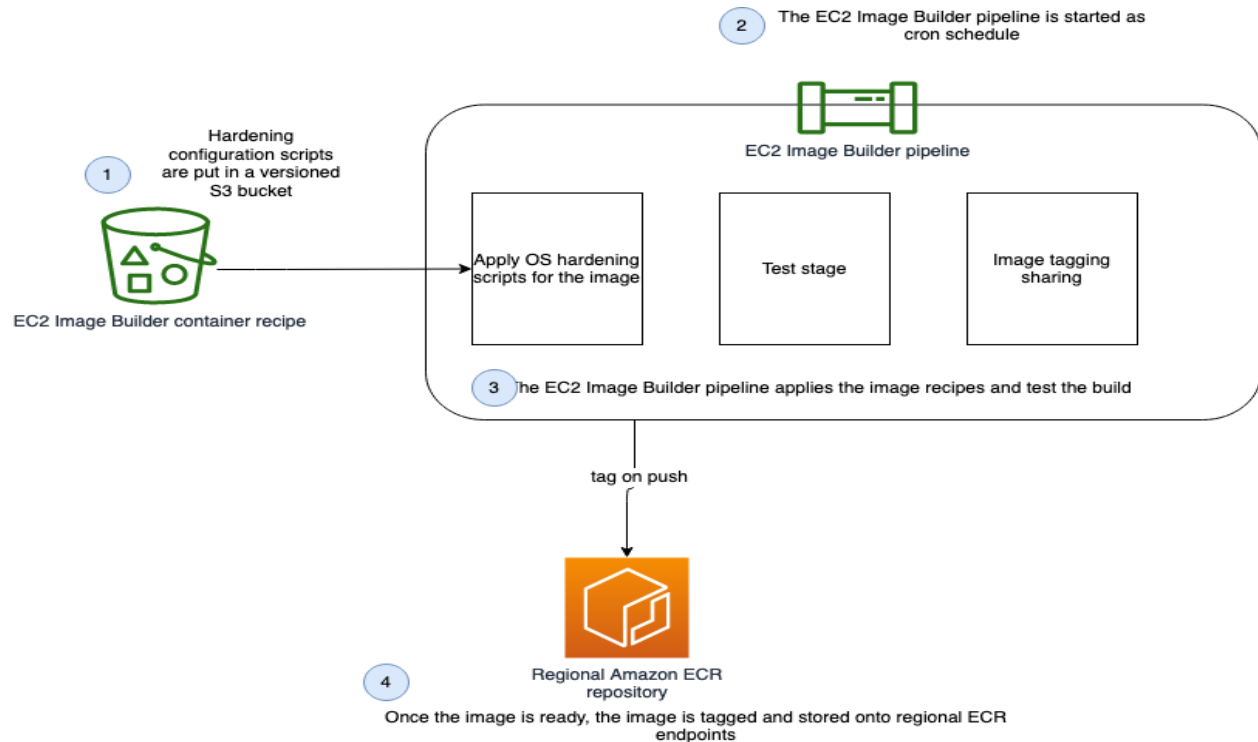 2
The EC2 Image Builder pipeline is started as
cron schedule
EC2 Image Builder pipeline
1
Hardening
configuration scripts
are put in a versioned
S3 bucket
EC2 Image Builder container recipe
Apply OS hardening
scripts for the image
Test stage
Image tagging
sharing
3
The EC2 Image Builder pipeline applies the image recipes and test the build
tag on push
Regional Amazon ECR
repository
4
Once the image is ready, the image is tagged and stored onto regional ECR
endpoints